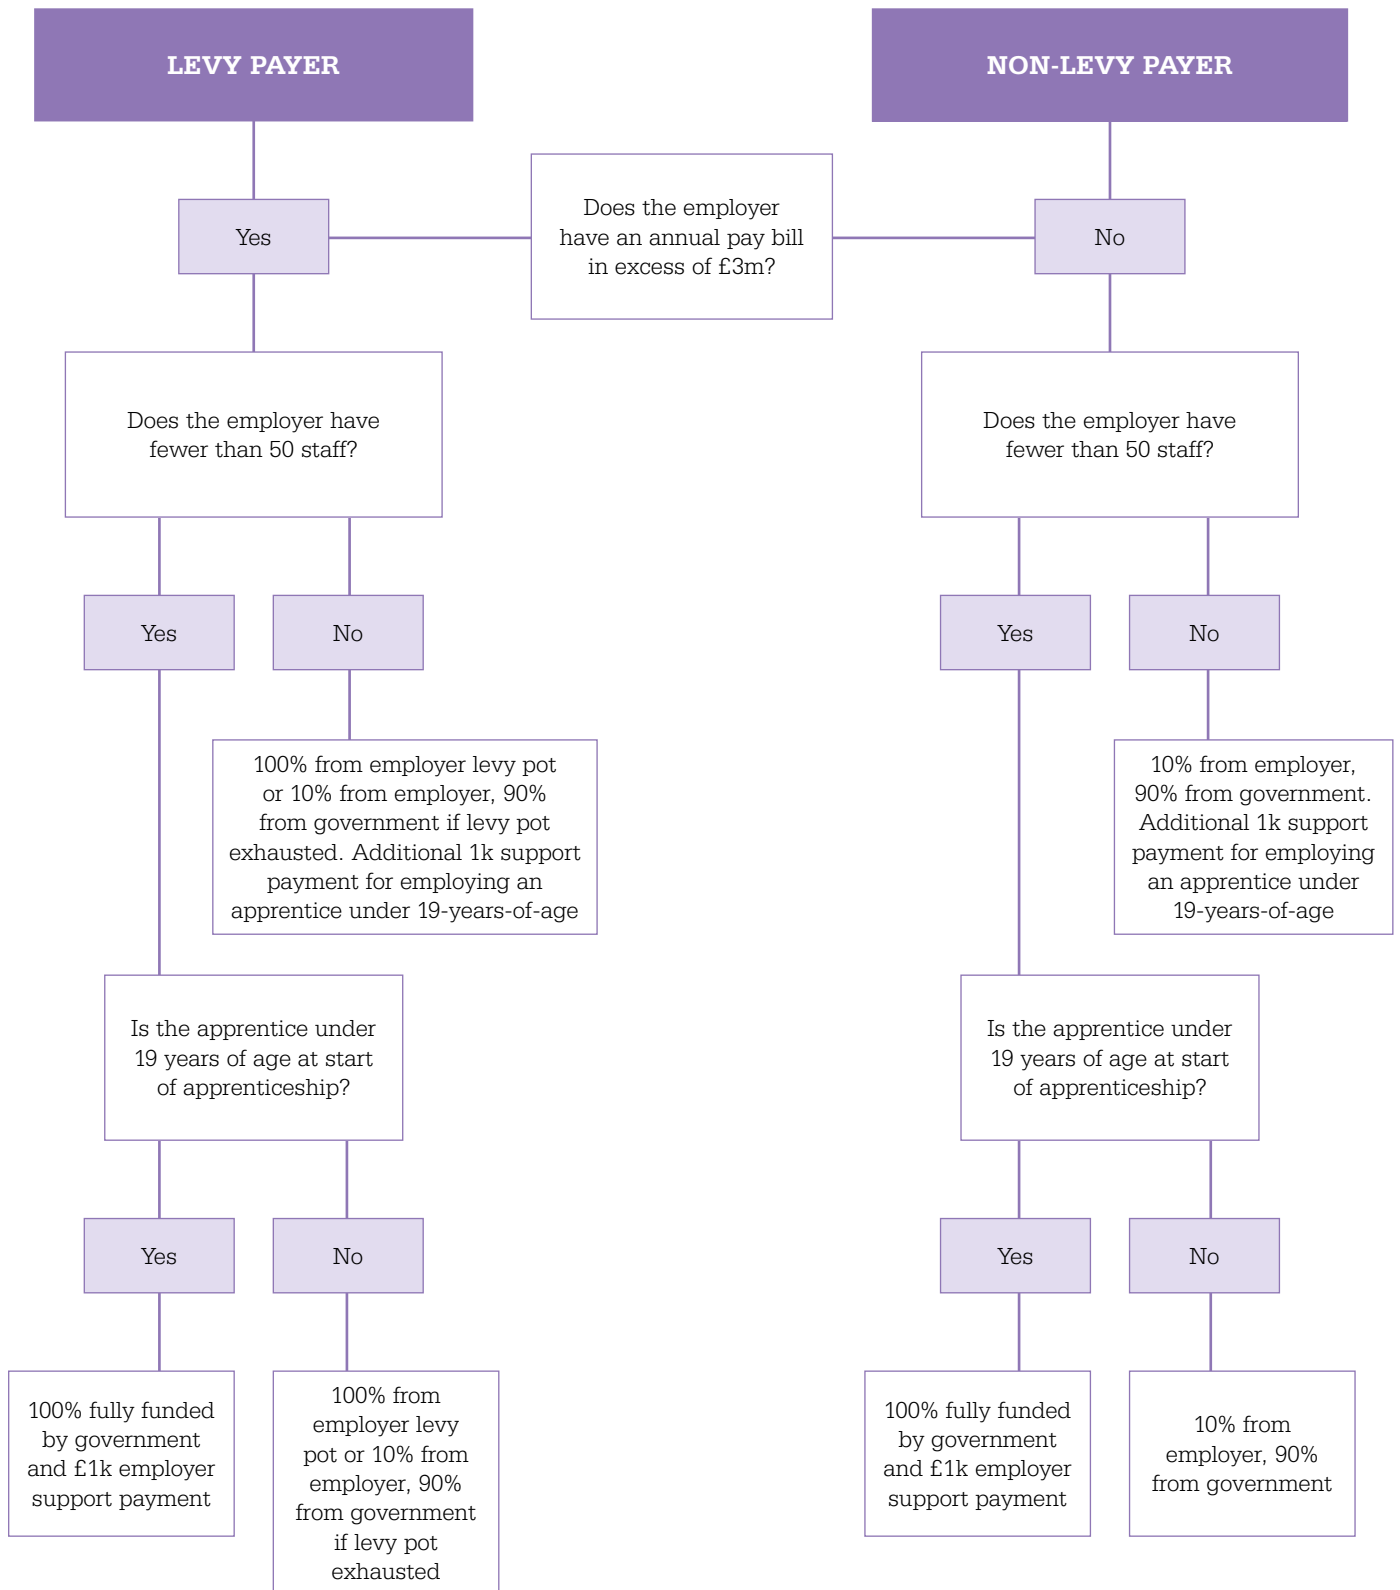 LEVY PAYER
NON-LEVY PAYER
Does the employer
have an annual pay bill
in excess of £3m?
Yes
No
Does the employer have
fewer than 50 staff?
Does the employer have
fewer than 50 staff?
Yes
No
Yes
No
100% from employer levy pot
or 10% from employer, 90%
from government if levy pot
exhausted. Additional 1k support
payment for employing an
apprentice under 19-years-of-age
10% from employer,
90% from government.
Additional 1k support
payment for employing
an apprentice under
19-years-of-age
Is the apprentice under
19 years of age at start
of apprenticeship?
Is the apprentice under
19 years of age at start
of apprenticeship?
Yes
No
Yes
No
100% fully funded
by government
and £1k employer
support payment
100% from
employer levy
pot or 10% from
employer, 90%
from government
if levy pot
exhausted
100% fully funded
by government
and £1k employer
support payment
10% from
employer, 90%
from government